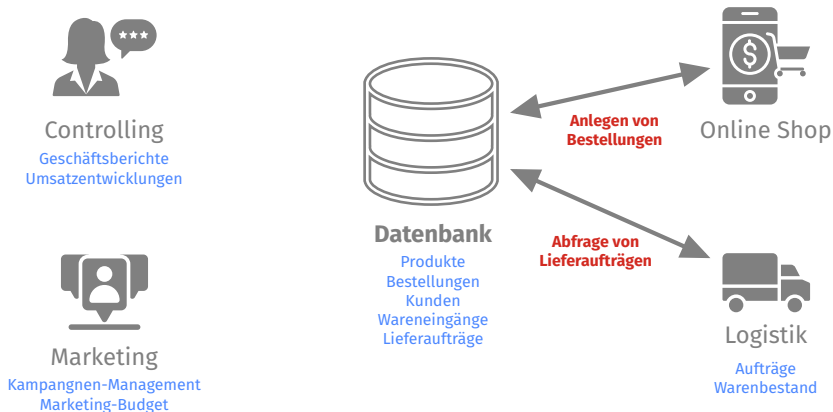 Controlling
Geschäftsberichte
Umsatzentwicklungen
Marketing
Kampangnen-Management
Marketing-Budget
Datenbank
Produkte
Bestellungen
Kunden
Wareneingänge
Lieferaufträge
Anlegen von
Bestellungen
Abfrage von
Lieferaufträgen
$
Online Shop
Logistik
Aufträge
Warenbestand